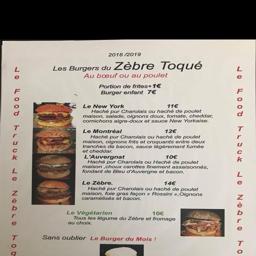 2018 /2019
Les Burgers du Zèbre Toqué
Au bœuf ou au poulet
Portion de frites+1€
Burger enfant 7€
Le New York 11€
Haché pur Charolais ou haché de poulet
maison, salade, oignons doux, tomate, cheddar,
cornichons aigre-doux et sauce New Yorkaise.
Le Montréal 12€
Haché pur Charolais ou haché de poulet
maison, oignons frits et croquants entre deux
tranches de bacon, sauce légèrement fumée
et cheddar.
L'Auvergnat 10€
Haché pur Charolais ou Haché de poulet
maison, choux carottes finement assaisonnés,
fondant de Bleu d'Auvergne et bacon.
Le Zèbre. 14€
Haché pur Charolais ou haché de poulet
maison, foie gras façon « Rossini », Oignons
caramélisés et bacon.
Le Végétarien 10€
Tous les légume du Zèbre et fromage
au choix.
Sans oublier Le Burger du Mois !
Le Food Truck Le Zèbre Toq
Le Food Truck Le Zèbre To